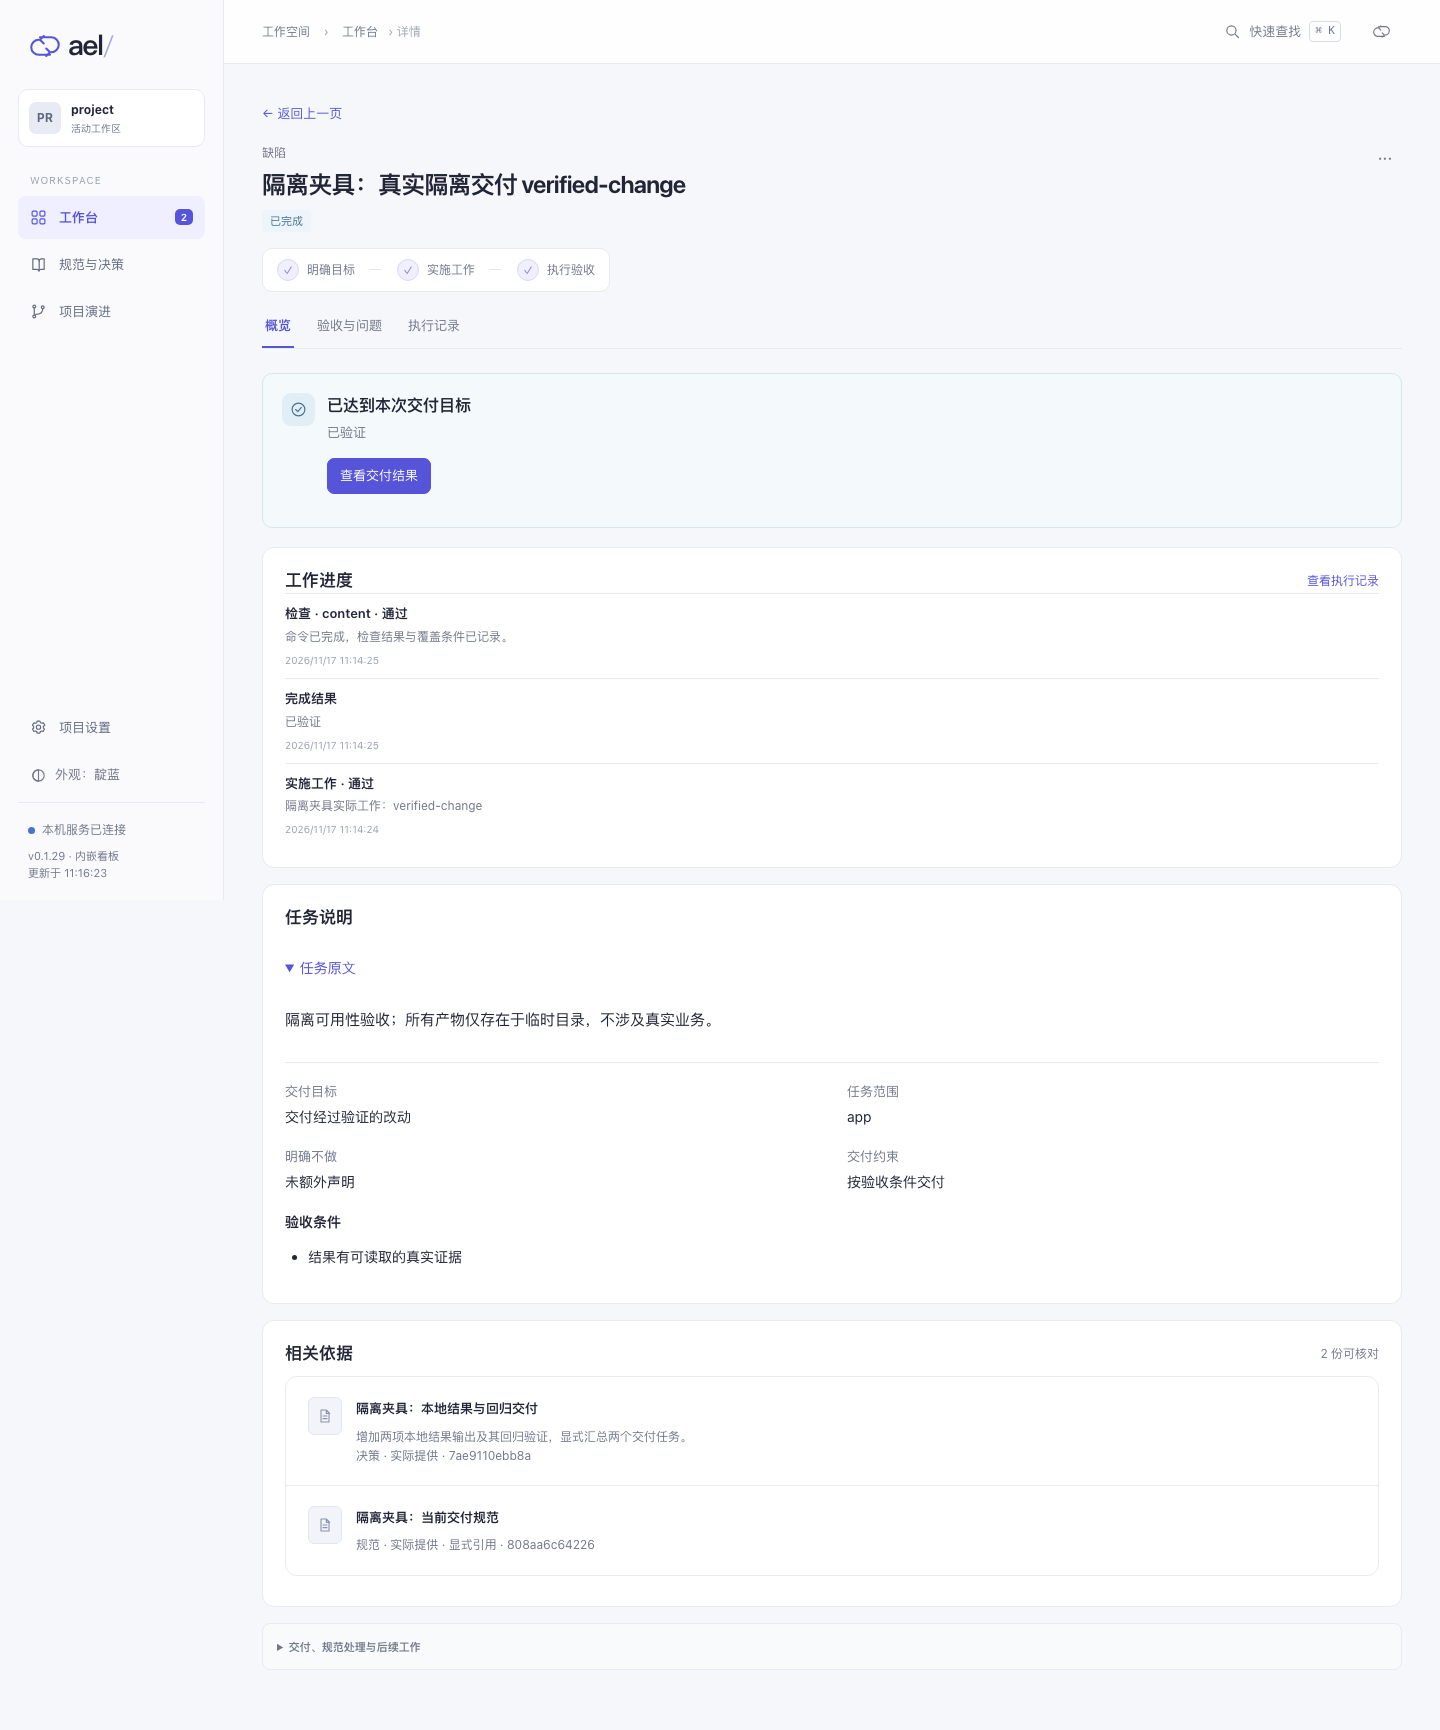 ael/
PR
project
活动工作区
WORKSPACE
工作台
2
规范与决策
项目演进
项目设置
外观：靛蓝
本机服务已连接
v0.1.29 · 内嵌看板
更新于 11:16:23
工作空间 › 工作台 › 详情
快速查找 ⌘ K
← 返回上一页
缺陷
…
隔离夹具：真实隔离交付 verified-change
已完成
明确目标 — 实施工作 — 执行验收
概览 验收与问题 执行记录
已达到本次交付目标
已验证
查看交付结果
工作进度
查看执行记录
检查 · content · 通过
命令已完成，检查结果与覆盖条件已记录。
2026/11/17 11:14:25
完成结果
已验证
2026/11/17 11:14:25
实施工作 · 通过
隔离夹具实际工作：verified-change
2026/11/17 11:14:24
任务说明
▼ 任务原文
隔离可用性验收；所有产物仅存在于临时目录，不涉及真实业务。
交付目标
交付经过验证的改动
任务范围
app
明确不做
未额外声明
交付约束
按验收条件交付
验收条件
• 结果有可读取的真实证据
相关依据
2 份可核对
隔离夹具：本地结果与回归交付
增加两项本地结果输出及其回归验证，显式汇总两个交付任务。
决策 · 实际提供 · 7ae9110ebb8a
隔离夹具：当前交付规范
规范 · 实际提供 · 显式引用 · 808aa6c64226
▶ 交付、规范处理与后续工作